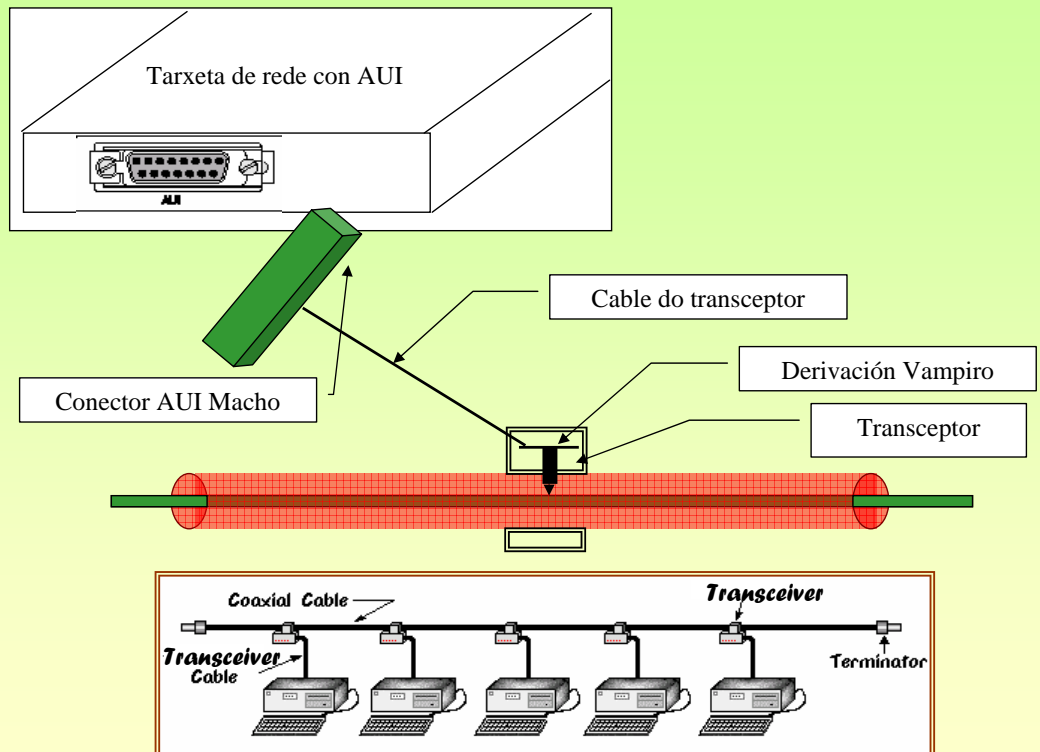 Tarxeta de rede con AUI
AUI
Cable do transceptor
Derivación Vampiro
Conector AUI Macho
Transceptor
Coaxial Cable
Transceiver
Transceiver
Cable
Terminator